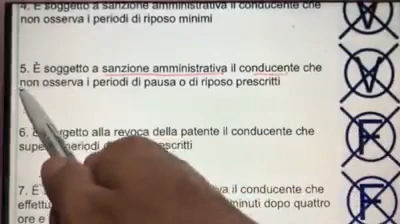 4. È soggetto a sanzione amministrativa il conducente che
non osserva i periodi di riposo minimi
V
5. È soggetto a sanzione amministrativa il conducente che
non osserva i periodi di pausa o di riposo prescritti
V
6. È soggetto alla revoca della patente il conducente che
periodi
F
7. È
va il conducente che
minuti dopo quattro
ore e
F